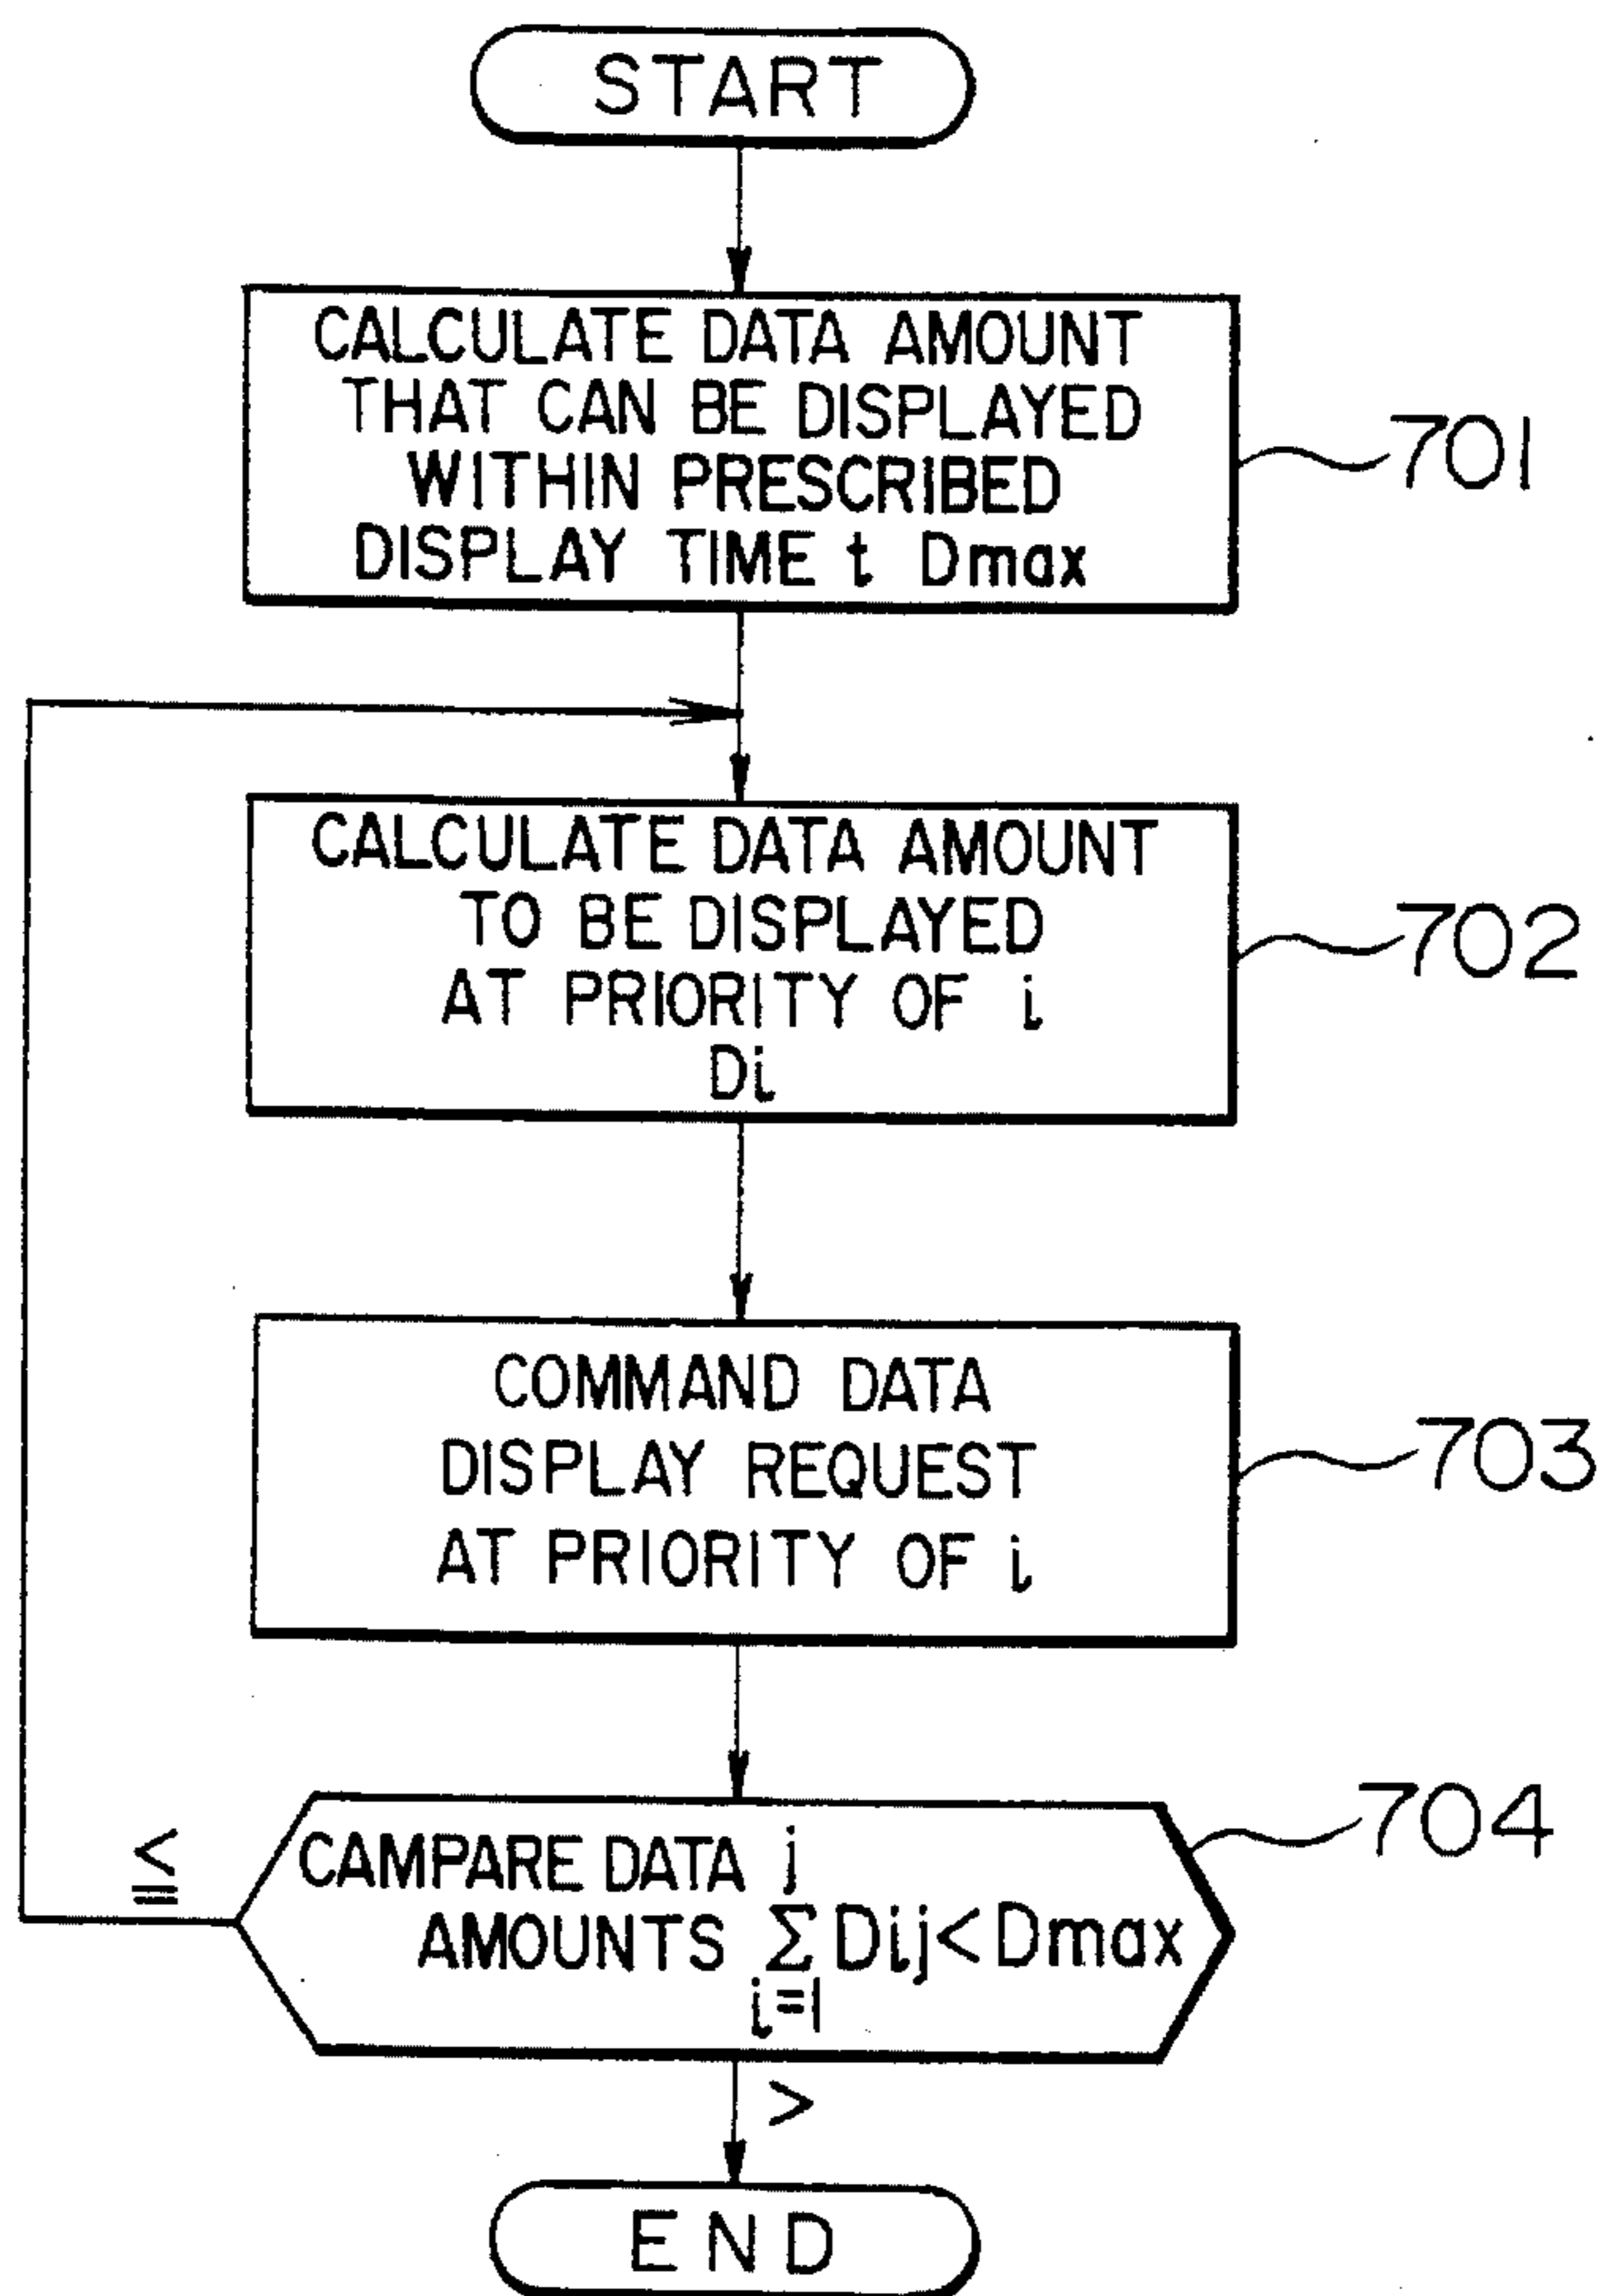 START
CALCULATE DATA AMOUNT
THAT CAN BE DISPLAYED
WITHIN PRESCRIBED
DISPLAY TIME t Dmax
701
CALCULATE DATA AMOUNT
TO BE DISPLAYED
AT PRIORITY OF i
Di
702
COMMAND DATA
DISPLAY REQUEST
AT PRIORITY OF i
703
704
≦
CAMPARE DATA j
AMOUNTS Σ Dij<Dmax
i=1
>
END